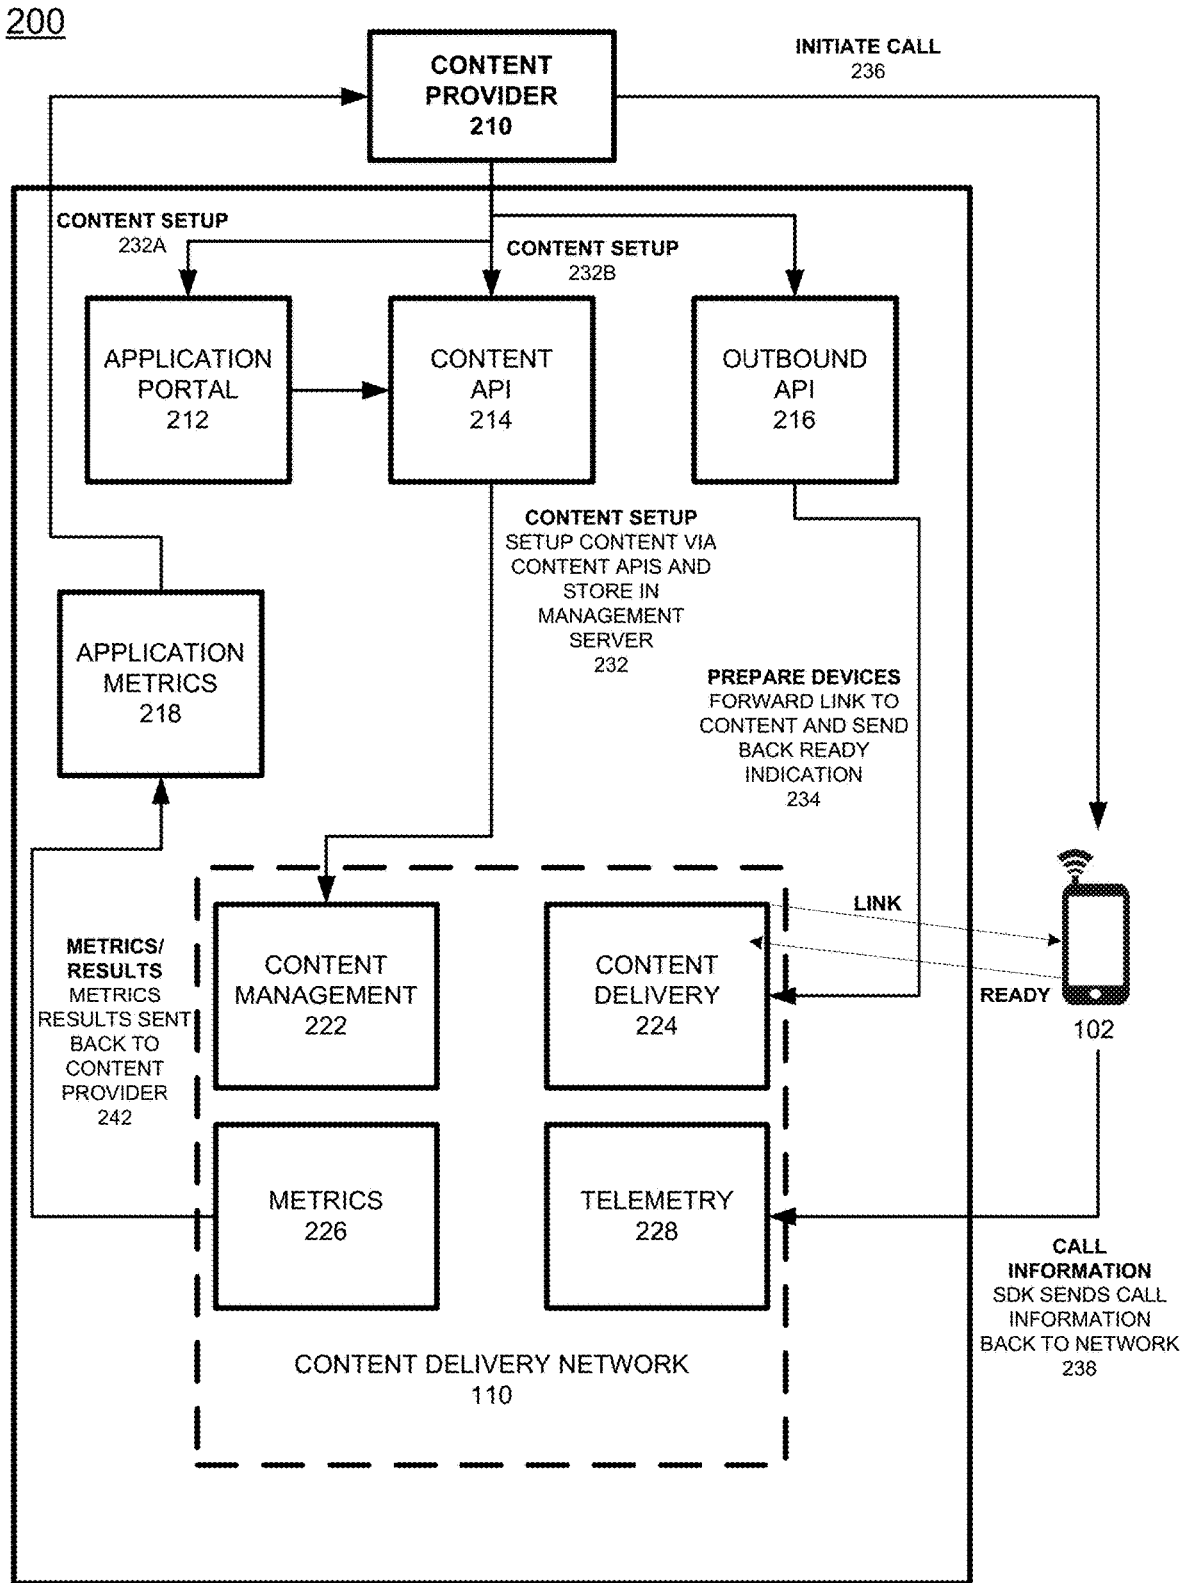 200
CONTENT
PROVIDER
210
INITIATE CALL
236
CONTENT SETUP
232A
CONTENT SETUP
232B
APPLICATION
PORTAL
212
CONTENT
API
214
OUTBOUND
API
216
CONTENT SETUP
SETUP CONTENT VIA
CONTENT APIS AND
STORE IN
MANAGEMENT
SERVER
232
APPLICATION
METRICS
218
PREPARE DEVICES
FORWARD LINK TO
CONTENT AND SEND
BACK READY
INDICATION
234
METRICS/
RESULTS
METRICS
RESULTS SENT
BACK TO
CONTENT
PROVIDER
242
CONTENT
MANAGEMENT
222
CONTENT
DELIVERY
224
LINK
READY
102
METRICS
226
TELEMETRY
228
CALL
INFORMATION
SDK SENDS CALL
INFORMATION
BACK TO NETWORK
238
CONTENT DELIVERY NETWORK
110